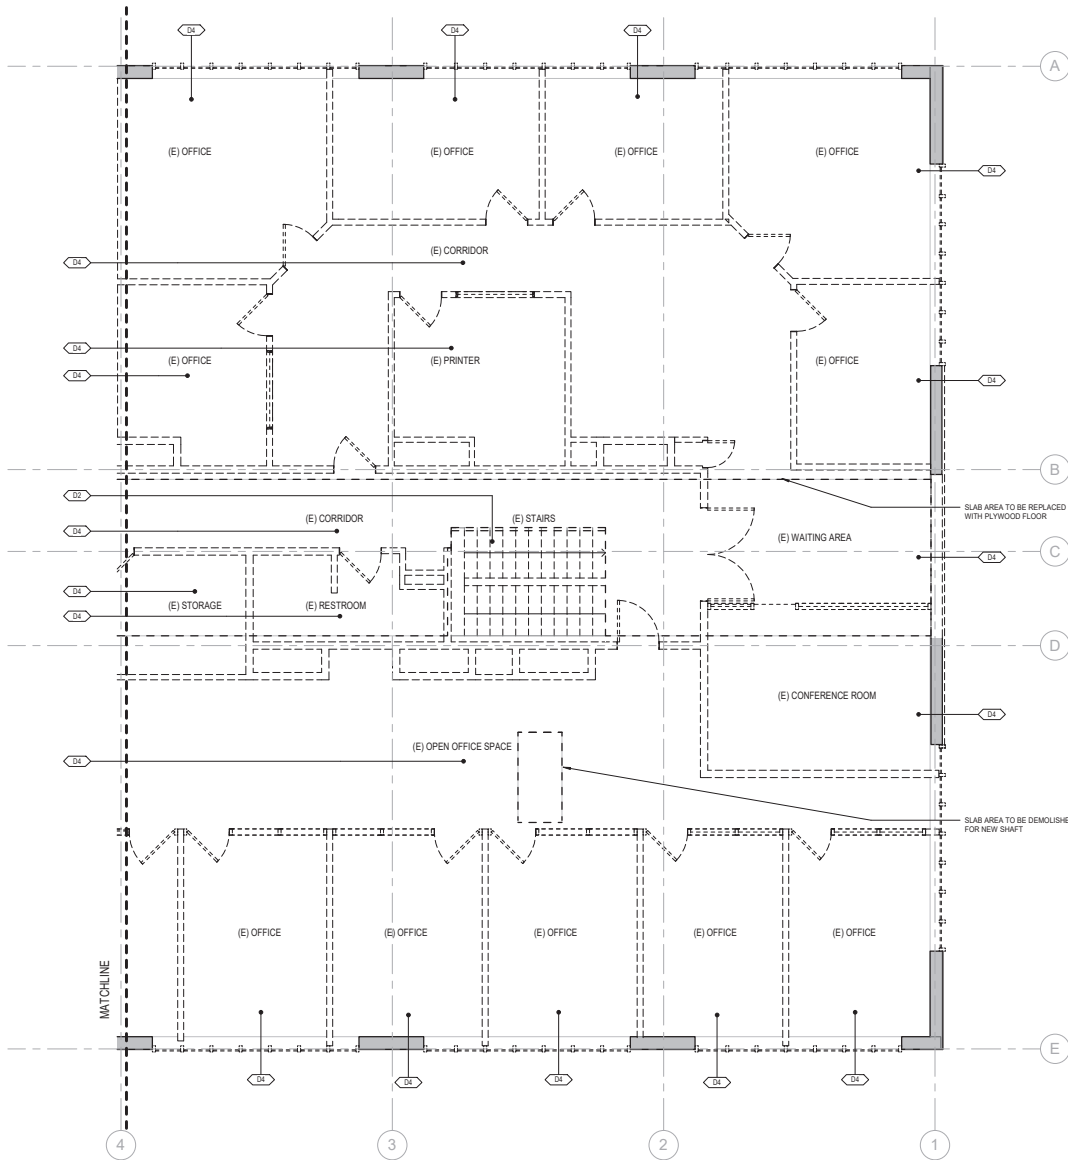 D4
D4
D4
A
(E) OFFICE
(E) OFFICE
(E) OFFICE
(E) OFFICE
D4
D4
(E) CORRIDOR
D4
(E) PRINTER
D4
(E) OFFICE
(E) OFFICE
D4
B
D2
SLAB AREA TO BE REPLACED
WITH PLYWOOD FLOOR
(E) CORRIDOR
(E) STAIRS
D4
(E) WAITING AREA
C
D4
D4
(E) STORAGE
(E) RESTROOM
D4
D
(E) CONFERENCE ROOM
D4
(E) OPEN OFFICE SPACE
D4
SLAB AREA TO BE DEMOLISHE
FOR NEW SHAFT
(E) OFFICE
(E) OFFICE
(E) OFFICE
(E) OFFICE
(E) OFFICE
MATCHLINE
E
D4
D4
D4
D4
D4
4
3
2
1